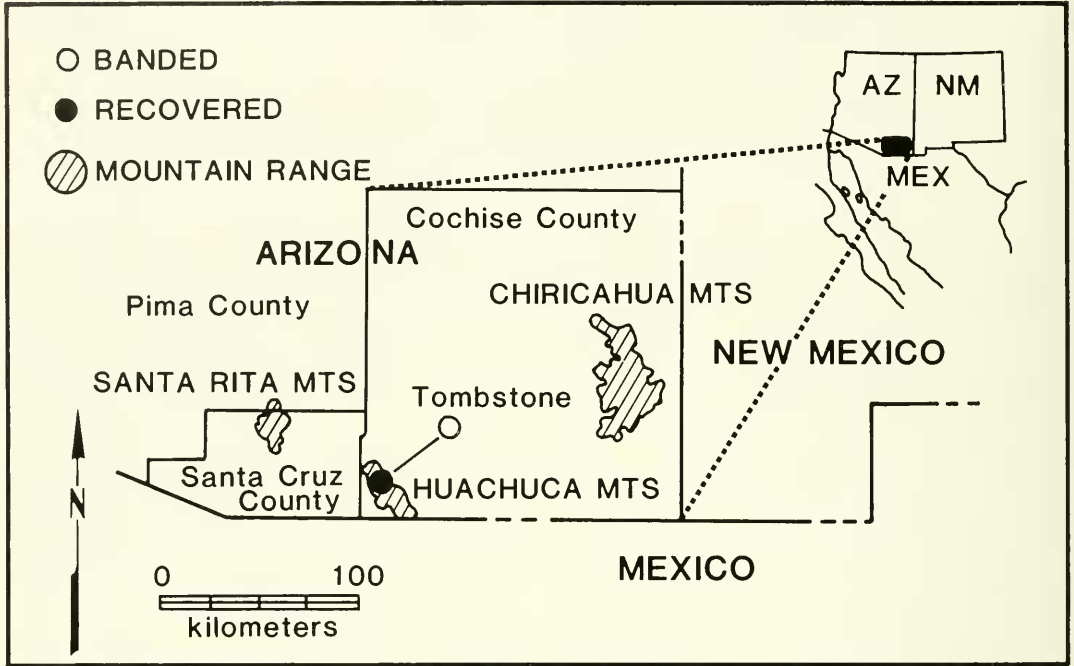 BANDED
RECOVERED
MOUNTAIN RANGE
AZ NM
MEX
Cochise County
ARIZONA
Pima County
CHIRICAHUA MTS
NEW MEXICO
SANTA RITA MTS
Tombstone
Santa Cruz
County
HUACHUCA MTS
N
MEXICO
0 100
kilometers